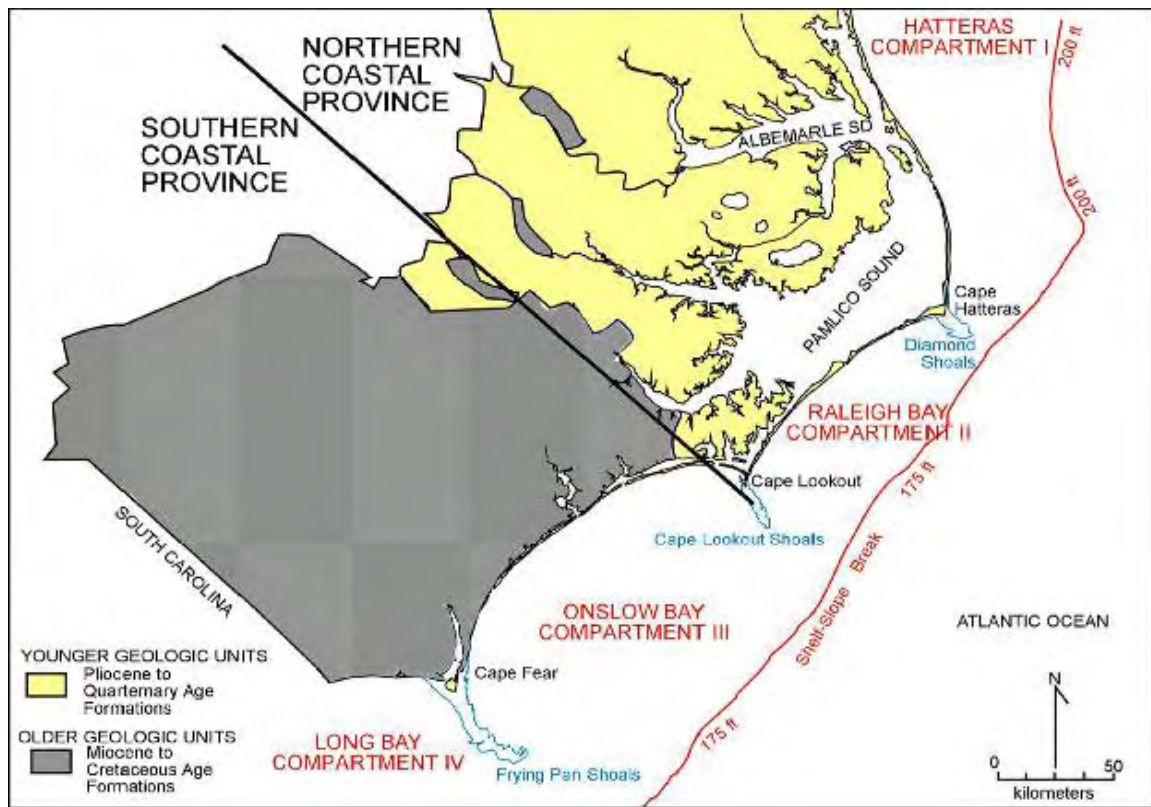 HATTERAS
COMPARTMENT I
200 ft
NORTHERN
COASTAL
PROVINCE
SOUTHERN
COASTAL
PROVINCE
ALBEMARLE SD
200 ft
PAMLICO SOUND
Cape
Hatteras
Diamond
Shoals
RALEIGH BAY
COMPARTMENT II
175 ft
Cape Lookout
Cape Lookout Shoals
SOUTH CAROLINA
Shelf-Slope Break
ONSLOW BAY
COMPARTMENT III
ATLANTIC OCEAN
Cape Fear
175 ft
LONG BAY
COMPARTMENT IV
Frying Pan Shoals
YOUNGER GEOLOGIC UNITS
Pliocene to
Quarternary Age
Formations
OLDER GEOLOGIC UNITS
Miocene to
Cretaceous Age
Formations
N
0 50
kilometers